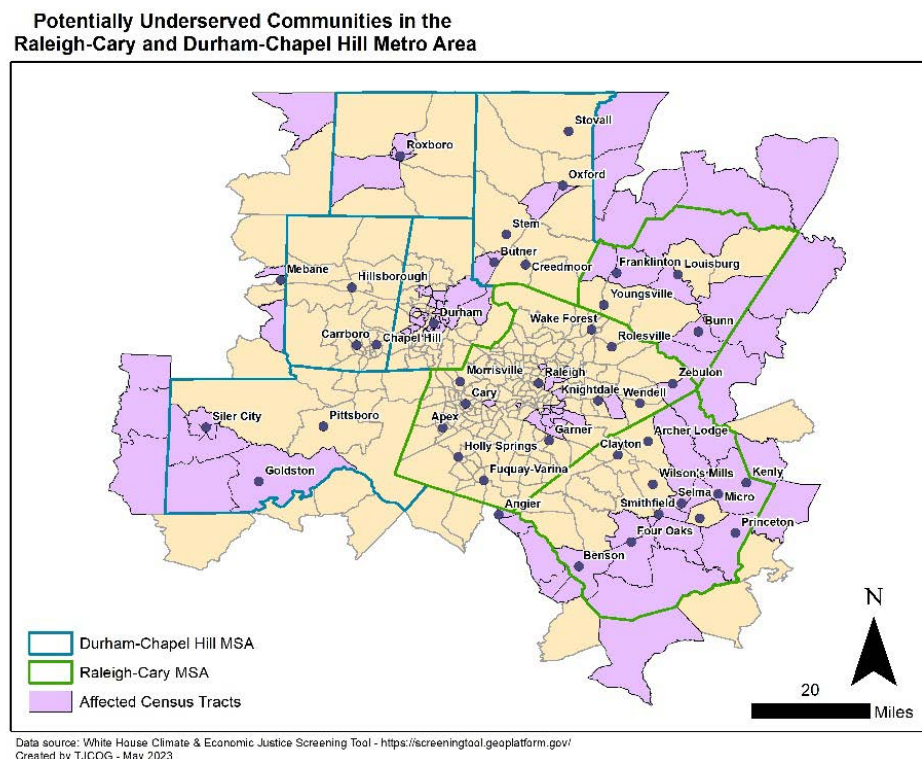 Potentially Underserved Communities in the
Raleigh-Cary and Durham-Chapel Hill Metro Area
Stovall
Roxboro
Oxford
Stem
Butner
Creedmoor
Franklinton
Louisburg
Mebane
Hillsborough
Youngsville
Durham
Wake Forest
Bunn
Carrboro
Chapel Hill
Rolesville
Morrisville
Raleigh
Zebulon
Cary
Knightdale
Wendell
Siler City
Pittsboro
Apex
Garner
Archer Lodge
Clayton
Holly Springs
Goldston
Fuquay-Varina
Wilson's Mills
Kenly
Selma
Micro
Angier
Smithfield
Four Oaks
Princeton
Benson
N
Durham-Chapel Hill MSA
Raleigh-Cary MSA
Affected Census Tracts
20
Miles
Data source: White House Climate & Economic Justice Screening Tool - https://screeningtool.geoplatform.gov/
Created by TJCOG - May 2023